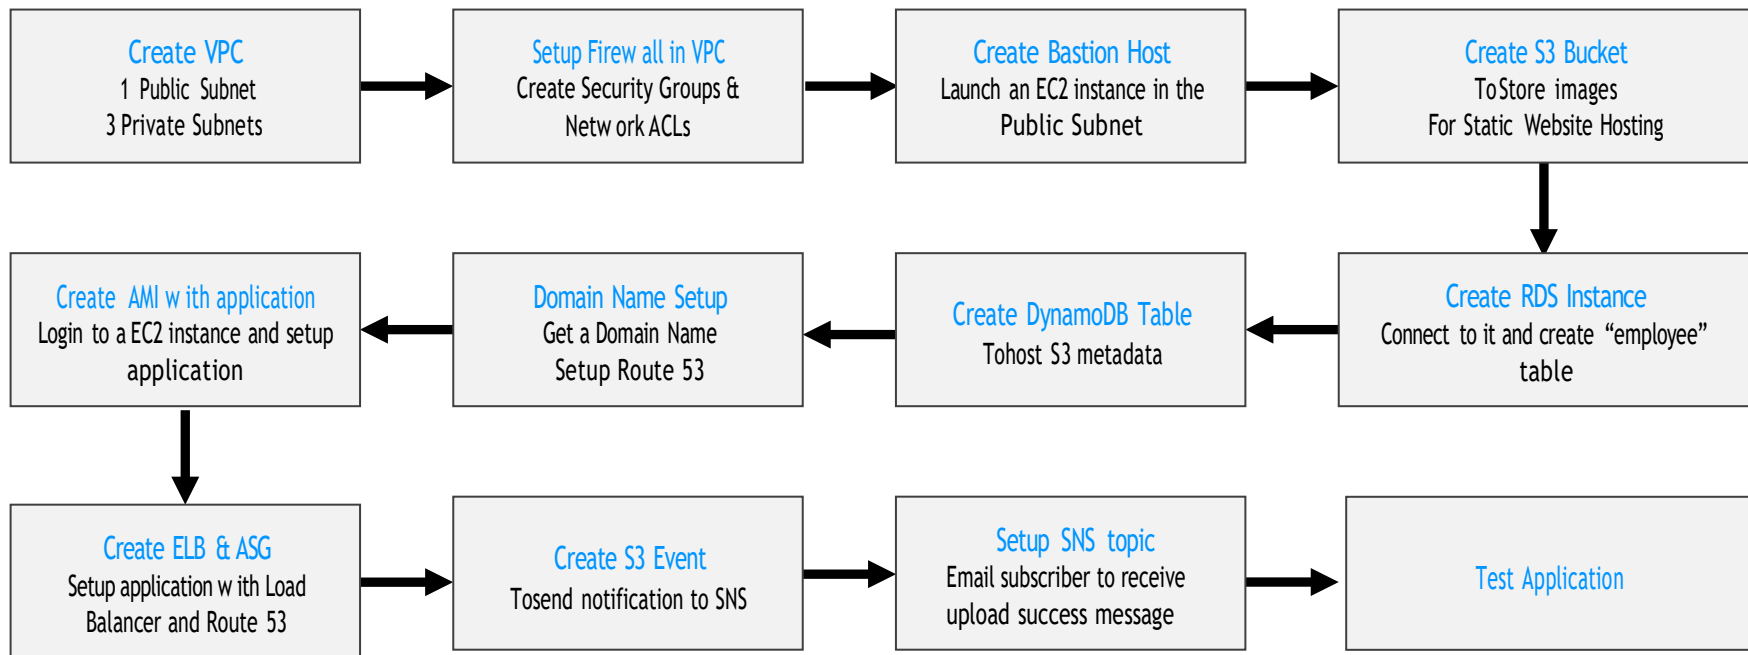 Create VPC
1 Public Subnet
3 Private Subnets
Setup Firew all in VPC
Create Security Groups &
Netw ork ACLs
Create Bastion Host
Launch an EC2 instance in the
Public Subnet
Create S3 Bucket
ToStore images
For Static Website Hosting
Create AMI w ith application
Login to a EC2 instance and setup
application
Domain Name Setup
Get a Domain Name
Setup Route 53
Create DynamoDB Table
Tohost S3 metadata
Create RDS Instance
Connect to it and create “employee”
table
Create ELB & ASG
Setup application w ith Load
Balancer and Route 53
Create S3 Event
Tosend notification to SNS
Setup SNS topic
Email subscriber to receive
upload success message
Test Application